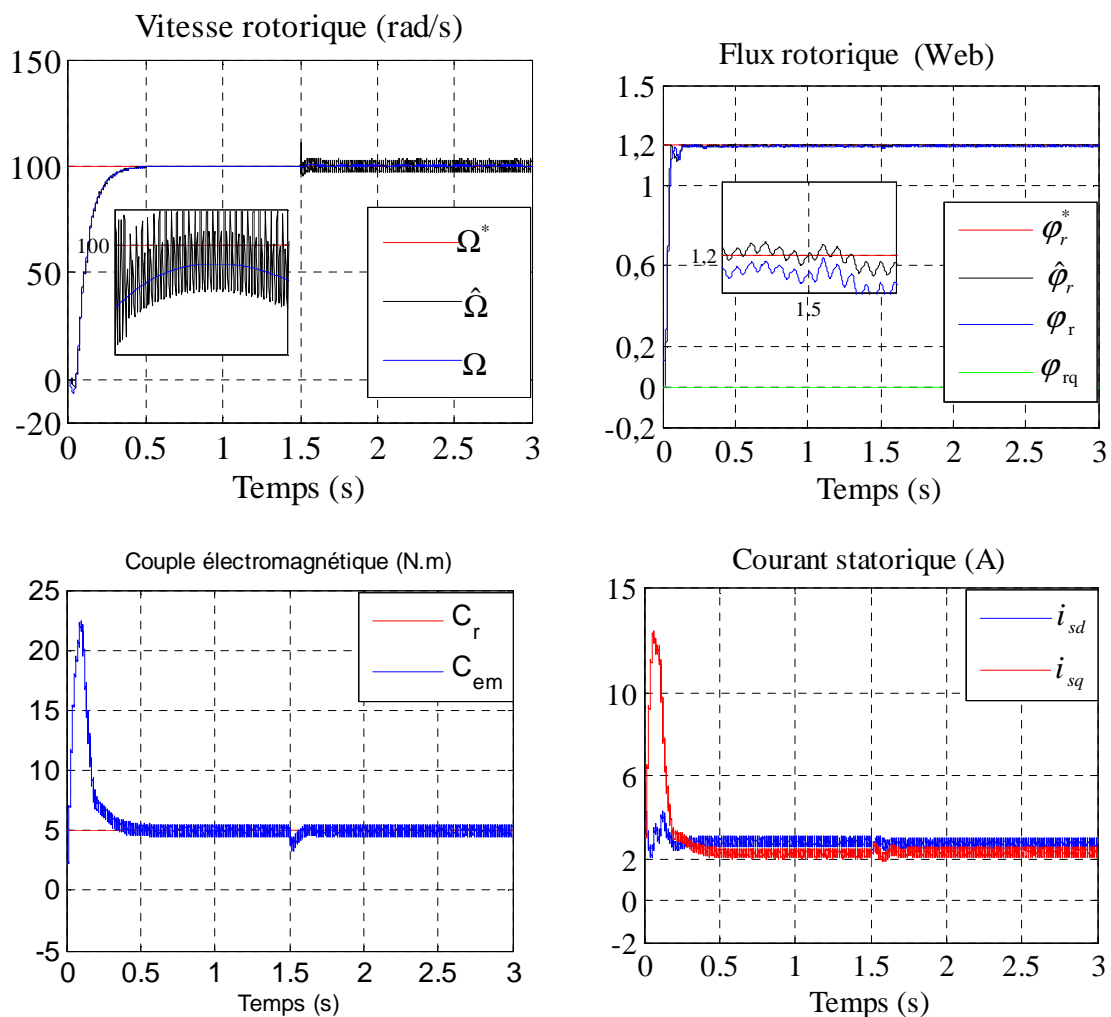 Vitesse rotorique (rad/s)
150
100
50
0
-20
100
Ω*
Ω̂
Ω
0 0.5 1 1.5 2 2.5 3
Temps (s)
Flux rotorique (Web)
1.5
1,2
1
0.6
0,2
0
-0,2
1,2
1.5
φ*r
φ̂r
φr
φrq
0 0.5 1 1.5 2 2.5 3
Temps (s)
Couple électromagnétique (N.m)
25
20
15
10
5
0
-5
Cr
Cem
0 0.5 1 1.5 2 2.5 3
Temps (s)
Courant statorique (A)
15
10
6
2
0
-2
isd
isq
0 0.5 1 1.5 2 2.5 3
Temps (s)